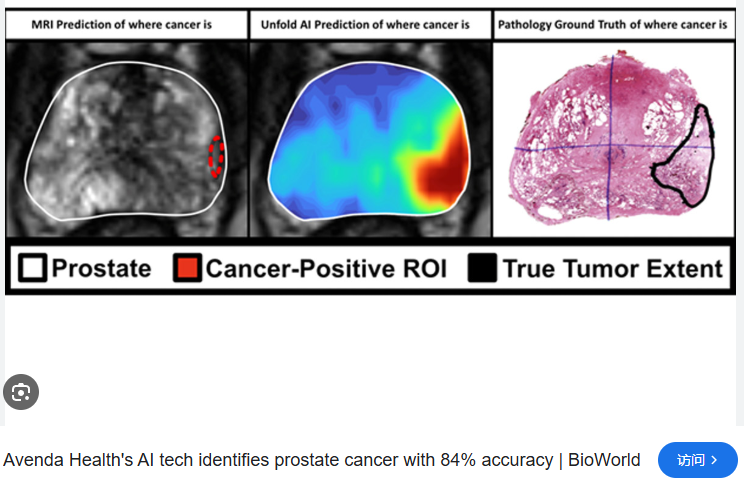 MRI Prediction of where cancer is
Unfold AI Prediction of where cancer is
Pathology Ground Truth of where cancer is
Prostate
Cancer-Positive ROI
True Tumor Extent
Avenda Health's AI tech identifies prostate cancer with 84% accuracy | BioWorld
访问